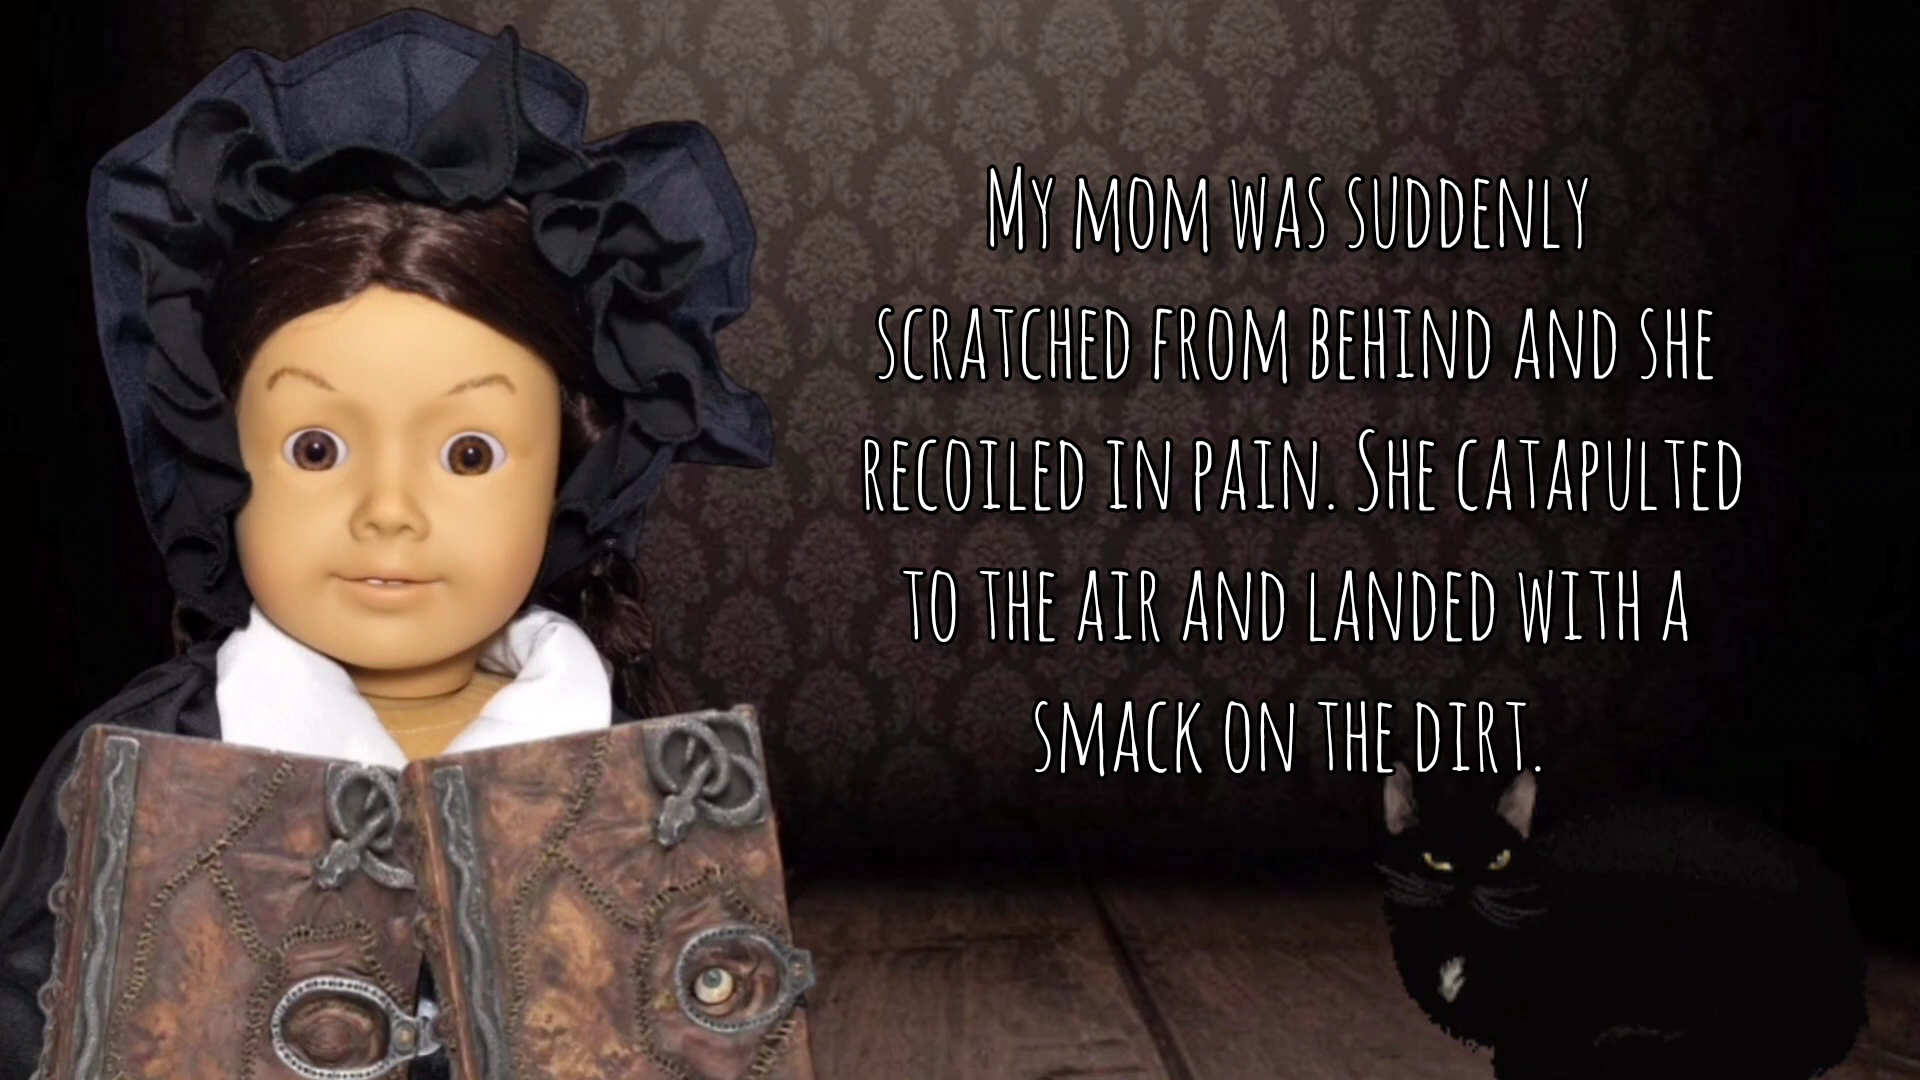 My mom was suddenly
scratched from behind and she
recoiled in pain. She catapulted
to the air and landed with a
smack on the dirt.